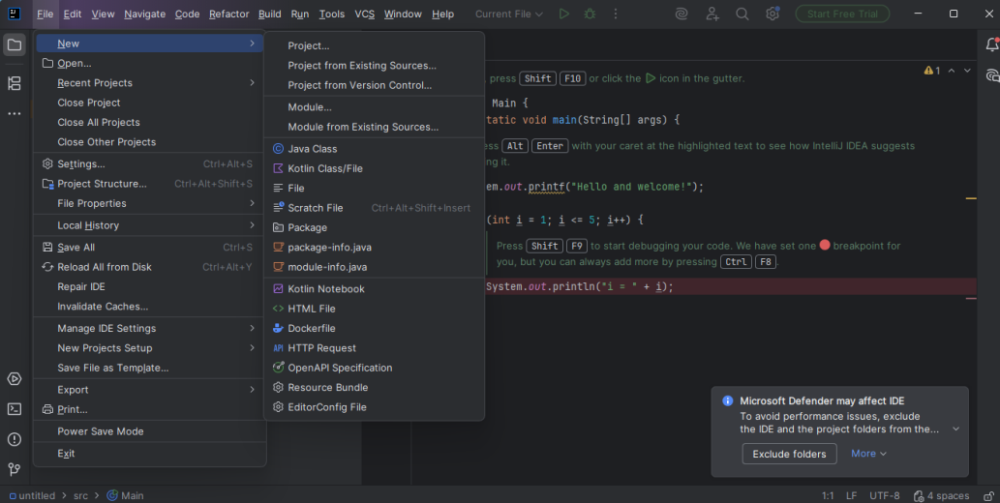 File Edit View Navigate Code Refactor Build Run Tools VCS Window Help Current File Start Free Trial
New
Open...
Recent Projects
Close Project
Close All Projects
Close Other Projects
Settings... Ctrl+Alt+S
Project Structure... Ctrl+Alt+Shift+S
File Properties
Local History
Save All Ctrl+S
Reload All from Disk Ctrl+Alt+Y
Repair IDE
Invalidate Caches...
Manage IDE Settings
New Projects Setup
Save File as Template...
Export
Print...
Power Save Mode
Exit
Project...
Project from Existing Sources...
Project from Version Control...
Module...
Module from Existing Sources...
Java Class
Kotlin Class/File
File
Scratch File Ctrl+Alt+Shift+Insert
Package
package-info.java
module-info.java
Kotlin Notebook
HTML File
Dockerfile
API HTTP Request
OpenAPI Specification
Resource Bundle
EditorConfig File
1
, press Shift F10 or click the icon in the gutter.
Main {
tatic void main(String[] args) {
ess Alt Enter with your caret at the highlighted text to see how IntelliJ IDEA suggests
ng it.
em.out.printf("Hello and welcome!");
(int i = 1; i <= 5; i++) {
Press Shift F9 to start debugging your code. We have set one breakpoint for
you, but you can always add more by pressing Ctrl F8.
System.out.println("i = " + i);
Microsoft Defender may affect IDE
To avoid performance issues, exclude
the IDE and the project folders from the...
Exclude folders More
untitled > src > Main 1:1 LF UTF-8 4 spaces